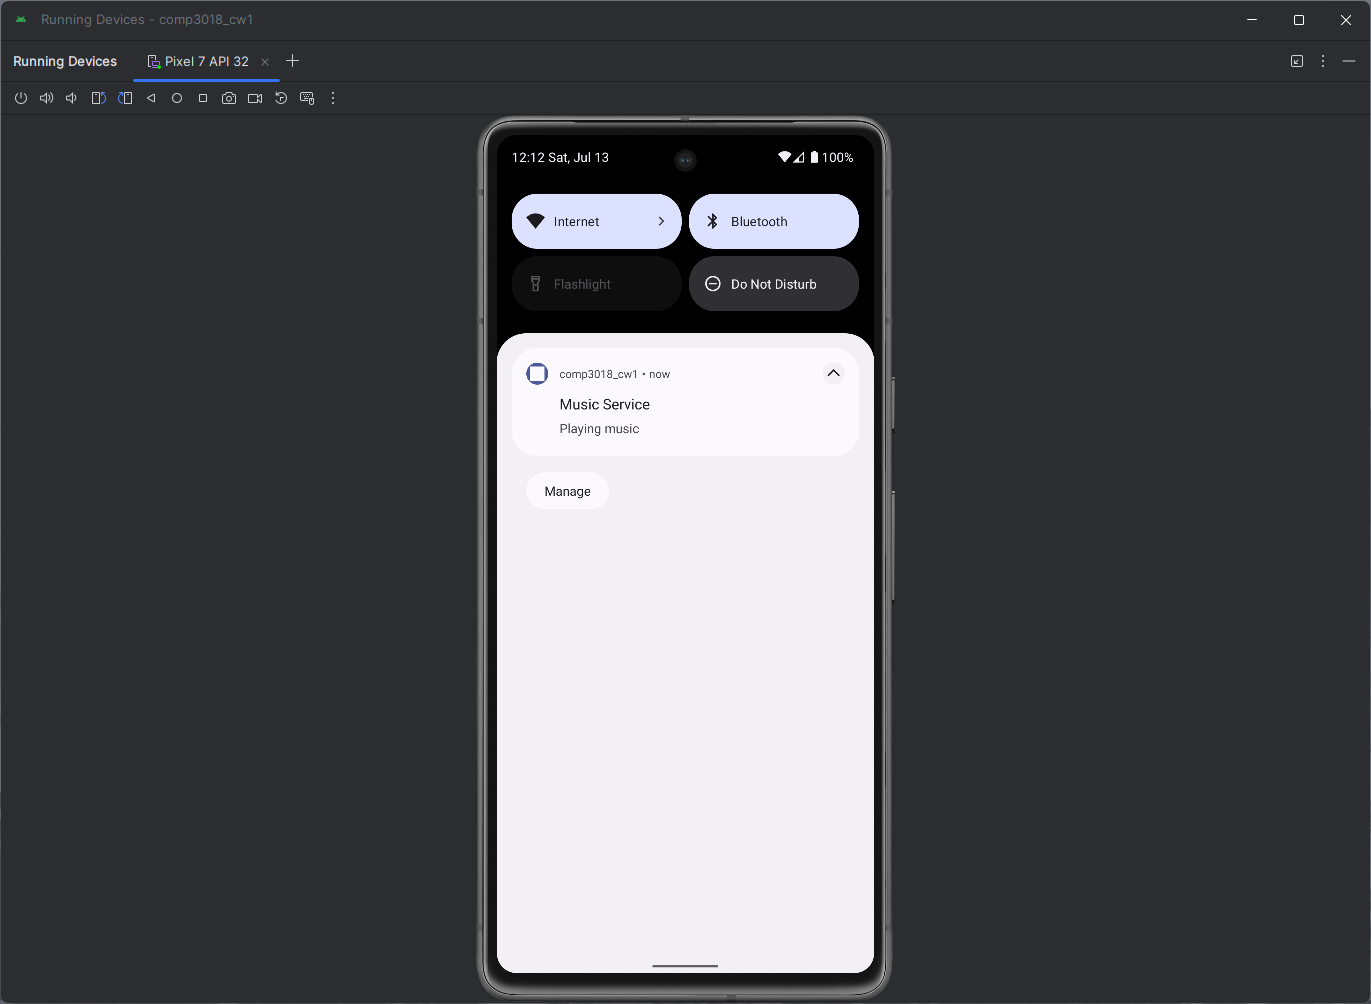 Running Devices - comp3018_cw1
Running Devices
Pixel 7 API 32
12:12 Sat, Jul 13
100%
Internet
Bluetooth
Flashlight
Do Not Disturb
comp3018_cw1 • now
Music Service
Playing music
Manage